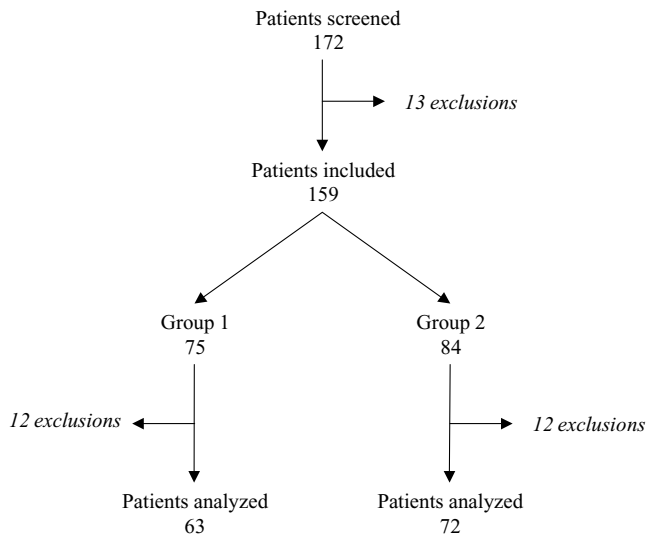 Patients screened
172
13 exclusions
Patients included
159
Group 1
75
Group 2
84
12 exclusions
12 exclusions
Patients analyzed
63
Patients analyzed
72